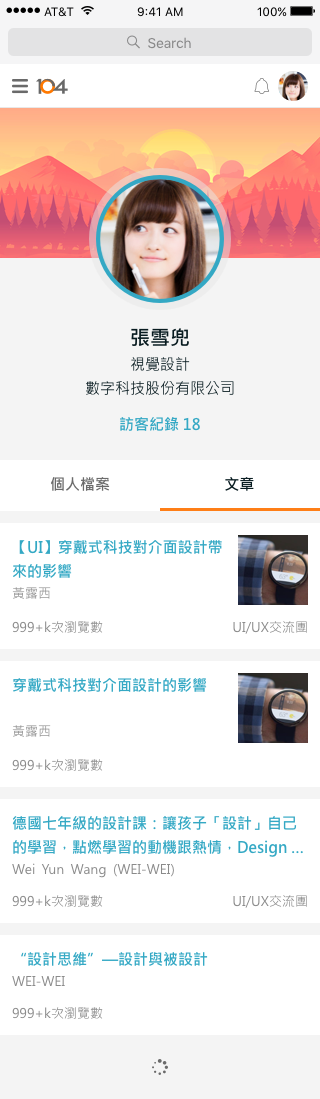 AT&T 9:41 AM 100%
Search
104
張雪兜
視覺設計
數字科技股份有限公司
訪客紀錄 18
個人檔案 文章
【UI】穿戴式科技對介面設計帶
來的影響
黃露西
999+k次瀏覽數 UI/UX交流團
穿戴式科技對介面設計的影響
黃露西
999+k次瀏覽數
德國七年級的設計課：讓孩子「設計」自己
的學習，點燃學習的動機跟熱情，Design ...
Wei Yun Wang (WEI-WEI)
999+k次瀏覽數 UI/UX交流團
“設計思維”—設計與被設計
WEI-WEI
999+k次瀏覽數